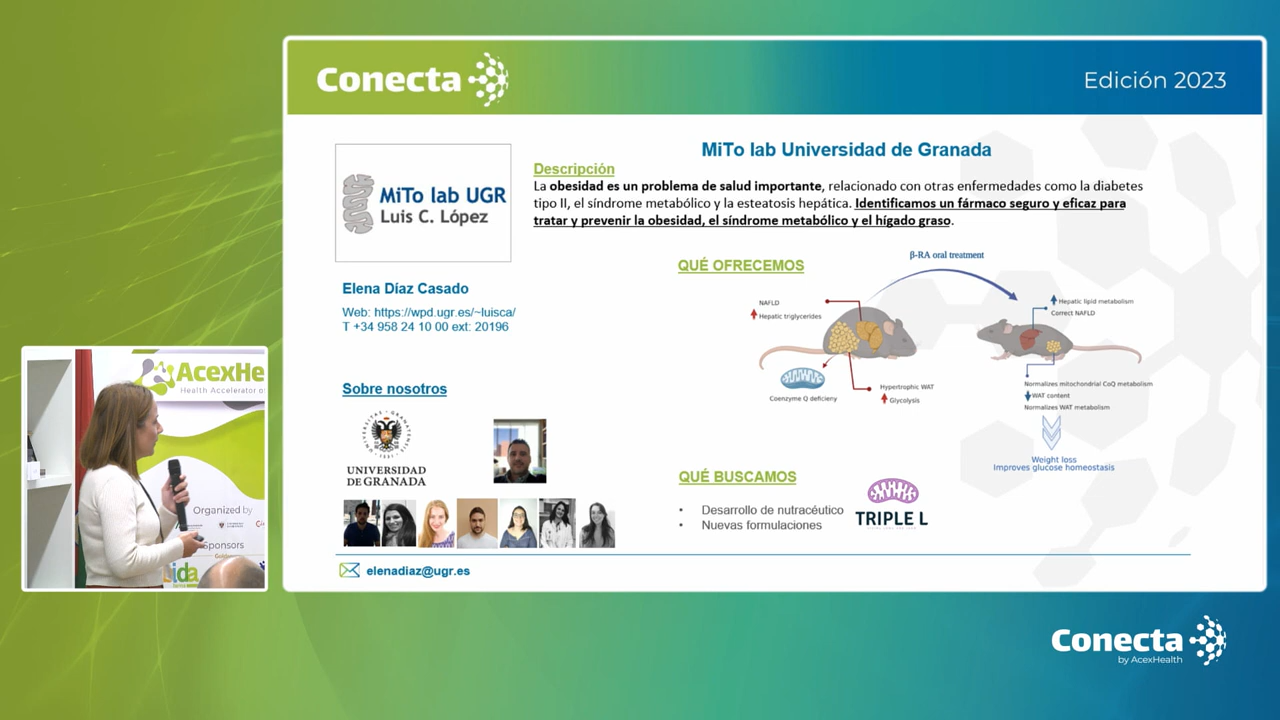 Conecta
Edición 2023
MiTo lab Universidad de Granada
MiTo lab UGR
Luis C. López
Descripción
La obesidad es un problema de salud importante, relacionado con otras enfermedades como la diabetes
tipo II, el síndrome metabólico y la esteatosis hepática. Identificamos un fármaco seguro y eficaz para
tratar y prevenir la obesidad, el síndrome metabólico y el hígado graso.
Elena Díaz Casado
Web: https://wpd.ugr.es/~luisca/
T +34 958 24 10 00 ext: 20196
QUÉ OFRECEMOS
β-RA oral treatment
NAFLD
Hepatic triglycerides
Coenzyme Q deficieny
Hypertrophic WAT
Glycolysis
Hepatic lipid metabolism
Correct NAFLD
Normalizes mitochondrial CoQ metabolism
WAT content
Normalizes WAT metabolism
Weight loss
Improves glucose homeostasis
Sobre nosotros
UNIVERSIDAD
DE GRANADA
QUÉ BUSCAMOS
• Desarrollo de nutracéutico
• Nuevas formulaciones
TRIPLE L
elenadiaz@ugr.es
AcexHe
Health Accelerator of
Organized by
Sponsors
Conecta
by AcexHealth